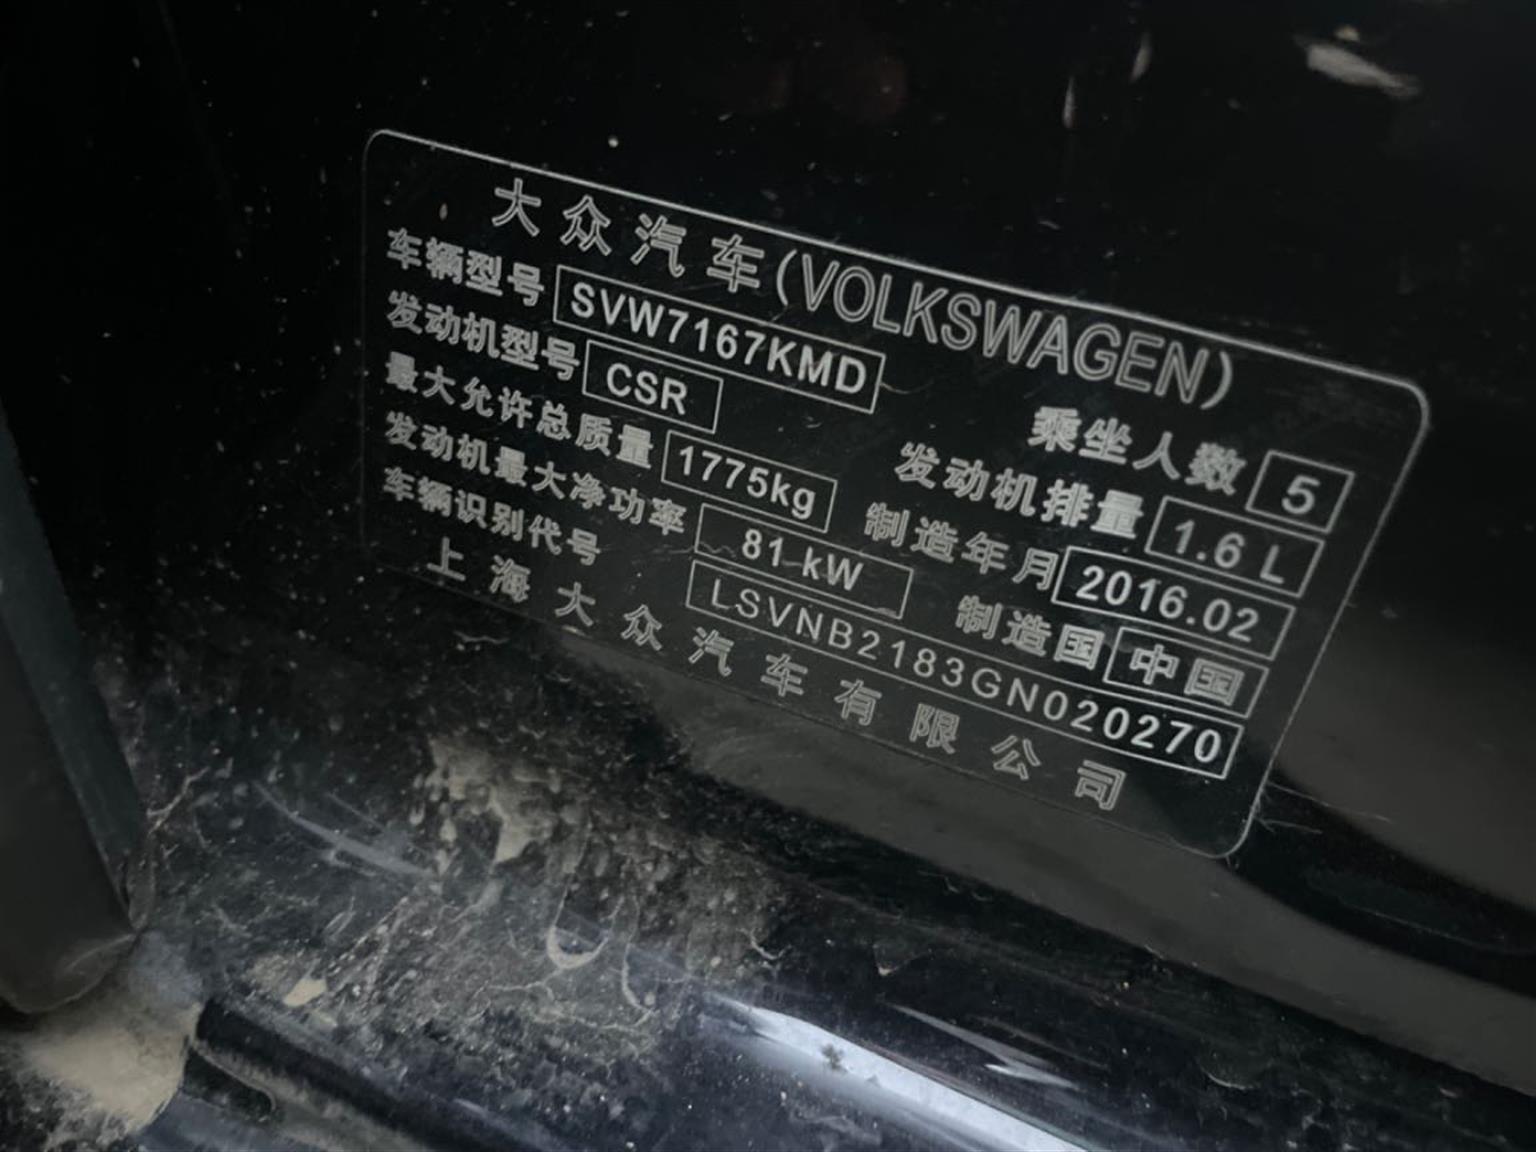 大众汽车(VOLKSWAGEN)
车辆型号 SVW7167KMD 乘坐人数 5
发动机型号 CSR 发动机排量 1.6 L
最大允许总质量 1775kg 制造年月 2016.02
发动机最大净功率 81 kW 制造国 中国
车辆识别代号 LSVNB2183GN020270
上海大众汽车有限公司